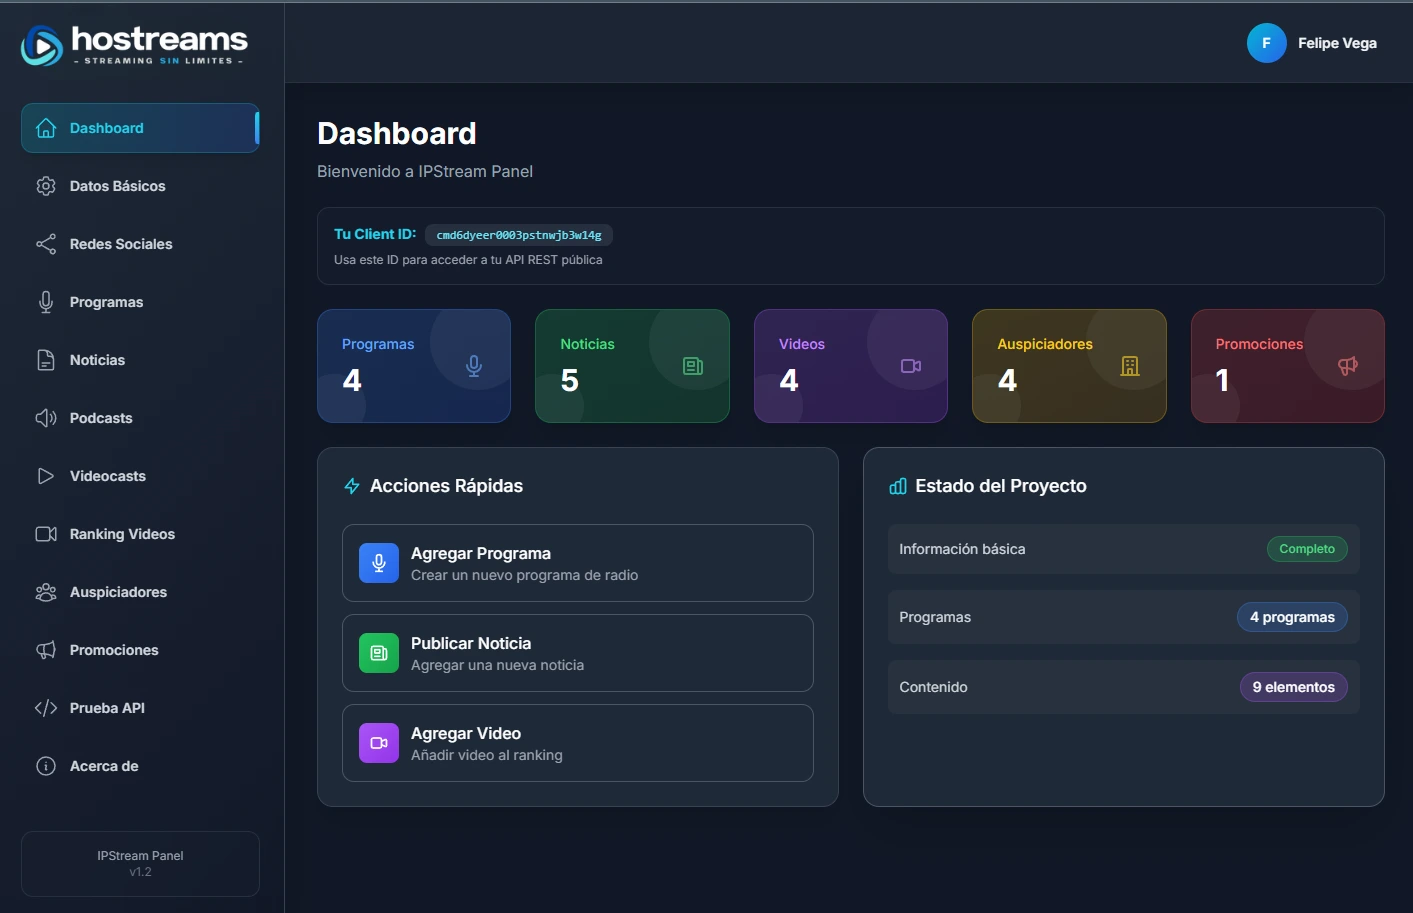 hostreams
- STREAMING SIN LIMITES -
F
Felipe Vega
Dashboard
Datos Básicos
Redes Sociales
Programas
Noticias
Podcasts
Videocasts
Ranking Videos
Auspiciadores
Promociones
Prueba API
Acerca de
IPStream Panel
v1.2
Dashboard
Bienvenido a IPStream Panel
Tu Client ID: cmd6dyeer0003pstnwjb3w14g
Usa este ID para acceder a tu API REST pública
Programas
4
Noticias
5
Videos
4
Auspiciadores
4
Promociones
1
Acciones Rápidas
Agregar Programa
Crear un nuevo programa de radio
Publicar Noticia
Agregar una nueva noticia
Agregar Video
Añadir video al ranking
Estado del Proyecto
Información básica Completo
Programas 4 programas
Contenido 9 elementos